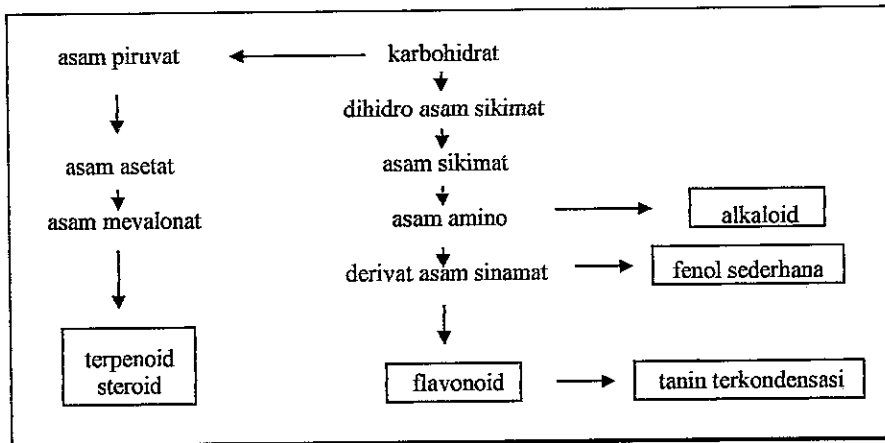 asam piruvat
karbohidrat
dihidro asam sikimat
asam asetat
asam sikimat
asam mevalonat
asam amino
alkaloid
derivat asam sinamat
fenol sederhana
terpenoid
steroid
flavonoid
tanin terkondensasi